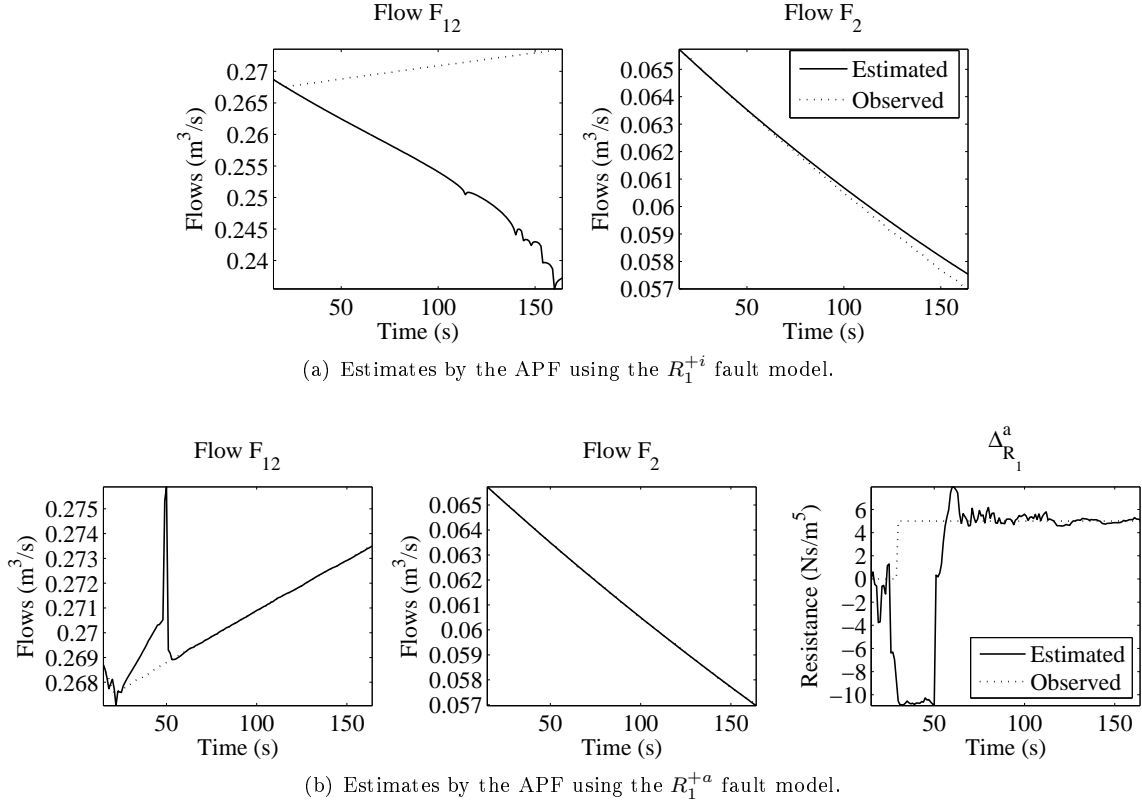 Flow F12
Flow F2
0.27
0.265
0.26
0.255
0.25
0.245
0.24
Flows (m³/s)
50 100 150
Time (s)
0.065
0.064
0.063
0.062
0.061
0.06
0.059
0.058
0.057
Flows (m³/s)
50 100 150
Time (s)
Estimated
Observed
(a) Estimates by the APF using the R₁⁺ⁱ fault model.
Flow F12
Flow F2
Δᵃ_R₁
0.275
0.274
0.273
0.272
0.271
0.27
0.269
0.268
Flows (m³/s)
50 100 150
Time (s)
0.065
0.064
0.063
0.062
0.061
0.06
0.059
0.058
0.057
Flows (m³/s)
50 100 150
Time (s)
6
4
2
0
−2
−4
−6
−8
−10
Resistance (Ns/m⁵)
50 100 150
Time (s)
Estimated
Observed
(b) Estimates by the APF using the R₁⁺ᵃ fault model.